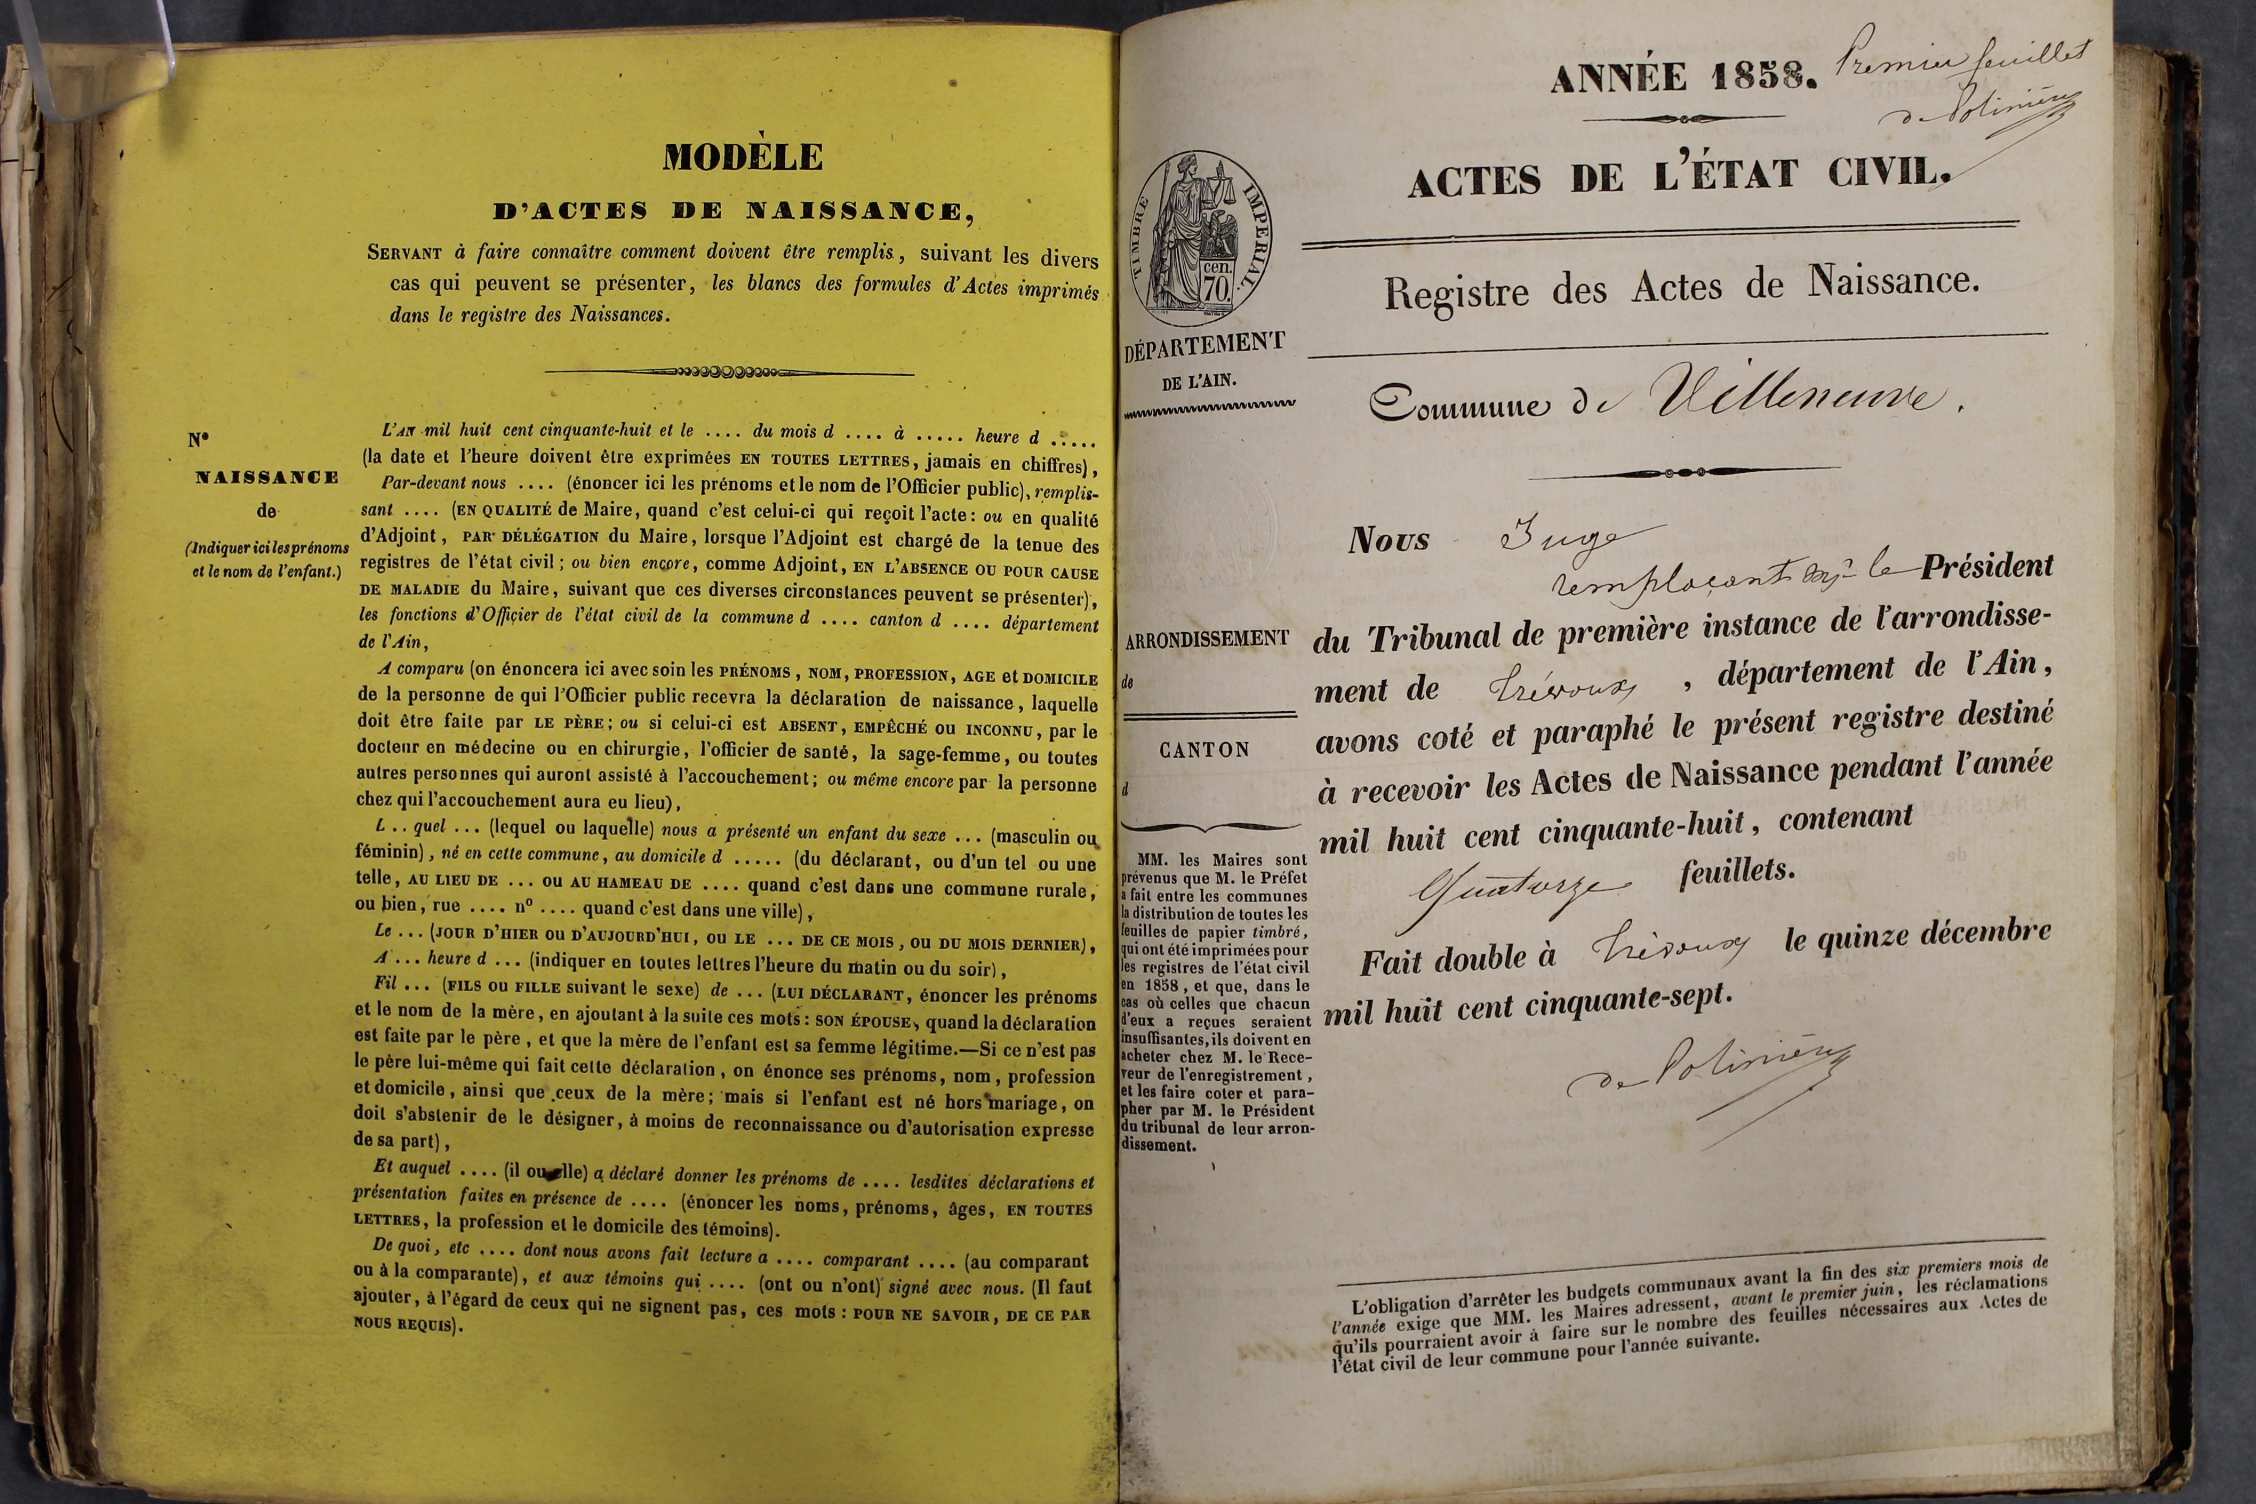 MODÈLE
D'ACTES DE NAISSANCE,
SERVANT à faire connaître comment doivent être remplis, suivant les divers
cas qui peuvent se présenter, les blancs des formules d'Actes imprimés
dans le registre des Naissances.
N°
NAISSANCE
de
(Indiquer ici les prénoms
et le nom de l'enfant.)
L'AN mil huit cent cinquante-huit et le .... du mois d .... à ..... heure d .....
(la date et l'heure doivent être exprimées EN TOUTES LETTRES, jamais en chiffres),
Par-devant nous .... (énoncer ici les prénoms et le nom de l'Officier public), remplis-
sant .... (EN QUALITÉ de Maire, quand c'est celui-ci qui reçoit l'acte: ou en qualité
d'Adjoint, PAR DÉLÉGATION du Maire, lorsque l'Adjoint est chargé de la tenue des
registres de l'état civil; ou bien encore, comme Adjoint, EN L'ABSENCE OU POUR CAUSE
DE MALADIE du Maire, suivant que ces diverses circonstances peuvent se présenter),
les fonctions d'Officier de l'état civil de la commune d .... canton d .... département
de l'Ain,
A comparu (on énoncera ici avec soin les PRÉNOMS, NOM, PROFESSION, AGE et DOMICILE
de la personne de qui l'Officier public recevra la déclaration de naissance, laquelle
doit être faite par LE PÈRE; ou si celui-ci est ABSENT, EMPÊCHÉ OU INCONNU, par le
docteur en médecine ou en chirurgie, l'officier de santé, la sage-femme, ou toutes
autres personnes qui auront assisté à l'accouchement; ou même encore par la personne
chez qui l'accouchement aura eu lieu),
L .. quel ... (lequel ou laquelle) nous a présenté un enfant du sexe ... (masculin ou
féminin), né en cette commune, au domicile d ..... (du déclarant, ou d'un tel ou une
telle, AU LIEU DE ... OU AU HAMEAU DE .... quand c'est dans une commune rurale,
ou bien, rue .... n° .... quand c'est dans une ville),
Le ... (JOUR D'HIER OU D'AUJOURD'HUI, OU LE ... DE CE MOIS, OU DU MOIS DERNIER),
A ... heure d ... (indiquer en toutes lettres l'heure du matin ou du soir),
Fil ... (FILS OU FILLE suivant le sexe) de ... (LUI DÉCLARANT, énoncer les prénoms
et le nom de la mère, en ajoutant à la suite ces mots: SON ÉPOUSE, quand la déclaration
est faite par le père, et que la mère de l'enfant est sa femme légitime.—Si ce n'est pas
le père lui-même qui fait cette déclaration, on énonce ses prénoms, nom, profession
et domicile, ainsi que ceux de la mère; mais si l'enfant est né hors mariage, on
doit s'abstenir de le désigner, à moins de reconnaissance ou d'autorisation expresse
de sa part),
Et auquel .... (il ou elle) a déclaré donner les prénoms de .... lesdites déclarations et
présentation faites en présence de .... (énoncer les noms, prénoms, âges, EN TOUTES
LETTRES, la profession et le domicile des témoins).
De quoi, etc .... dont nous avons fait lecture a .... comparant .... (au comparant
ou à la comparante), et aux témoins qui .... (ont ou n'ont) signé avec nous. (Il faut
ajouter, à l'égard de ceux qui ne signent pas, ces mots: POUR NE SAVOIR, DE CE PAR
NOUS REQUIS).
ANNÉE 1858.
Premier feuillet
de Polinière
ACTES DE L'ÉTAT CIVIL.
TIMBRE IMPERIAL.
cen.
70.
Registre des Actes de Naissance.
DÉPARTEMENT
DE L'AIN.
Commune de Villeneuve.
ARRONDISSEMENT
de
CANTON
d
MM. les Maires sont
prévenus que M. le Préfet
a fait entre les communes
la distribution de toutes les
feuilles de papier timbré,
qui ont été imprimées pour
les registres de l'état civil
en 1858, et que, dans le
cas où celles que chacun
d'eux a reçues seraient
insuffisantes, ils doivent en
acheter chez M. le Rece-
veur de l'enregistrement,
et les faire coter et para-
pher par M. le Président
du tribunal de leur arron-
dissement.
Nous Juge
remplaçant le Président
du Tribunal de première instance de l'arrondisse-
ment de Trévoux, département de l'Ain,
avons coté et paraphé le présent registre destiné
à recevoir les Actes de Naissance pendant l'année
mil huit cent cinquante-huit, contenant
Quatorze feuillets.
Fait double à Trévoux le quinze décembre
mil huit cent cinquante-sept.
de Polinière
L'obligation d'arrêter les budgets communaux avant la fin des six premiers mois de
l'année exige que MM. les Maires adressent, avant le premier juin, les réclamations
qu'ils pourraient avoir à faire sur le nombre des feuilles nécessaires aux Actes de
l'état civil de leur commune pour l'année suivante.